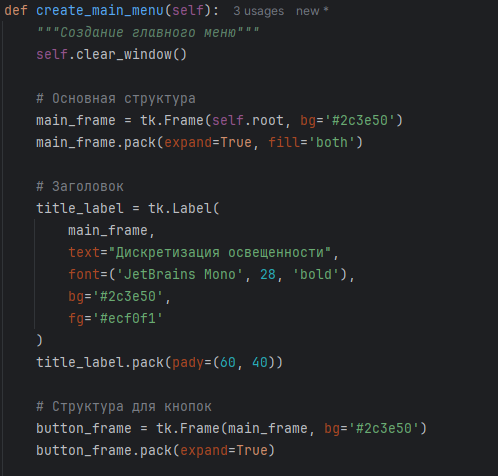 def create_main_menu(self): 3 usages new *
    """Создание главного меню"""
    self.clear_window()

    # Основная структура
    main_frame = tk.Frame(self.root, bg='#2c3e50')
    main_frame.pack(expand=True, fill='both')

    # Заголовок
    title_label = tk.Label(
        main_frame,
        text="Дискретизация освещенности",
        font=('JetBrains Mono', 28, 'bold'),
        bg='#2c3e50',
        fg='#ecf0f1'
    )
    title_label.pack(pady=(60, 40))

    # Структура для кнопок
    button_frame = tk.Frame(main_frame, bg='#2c3e50')
    button_frame.pack(expand=True)